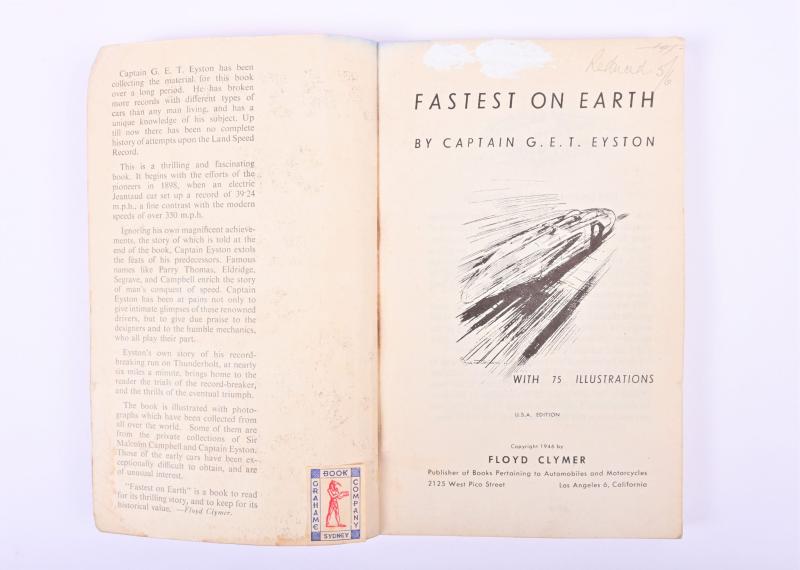 Captain G. E. T. Eyston has been
collecting the material for this book
over a long period. He has broken
more records with different types of
cars than any man living, and has a
unique knowledge of his subject. Up
till now there has been no complete
history of attempts upon the Land Speed
Record.
This is a thrilling and fascinating
book. It begins with the efforts of the
pioneers in 1898, when an electric
Jeantaud car set up a record of 39·24
m.p.h., a fine contrast with the modern
speeds of over 350 m.p.h.
Ignoring his own magnificent achieve-
ments, the story of which is told at the
end of the book, Captain Eyston extols
the feats of his predecessors. Famous
names like Parry Thomas, Eldridge,
Segrave, and Campbell enrich the story
of man's conquest of speed. Captain
Eyston has been at pains not only to
give intimate glimpses of those renowned
drivers, but to give due praise to the
designers and to the humble mechanics,
who all play their part.
Eyston's own story of his record-
breaking run on Thunderbolt, at nearly
six miles a minute, brings home to the
reader the trials of the record-breaker,
and the thrills of the eventual triumph.
The book is illustrated with photo-
graphs which have been collected from
all over the world. Some of them are
from the private collections of Sir
Malcolm Campbell and Captain Eyston.
Those of the early cars have been ex-
ceptionally difficult to obtain, and are
of unusual interest.
"Fastest on Earth" is a book to read
for its thrilling story, and to keep for its
historical value. —Floyd Clymer.
GRAHAME
BOOK
COMPANY
SYDNEY
Reduced 5/6
FASTEST ON EARTH
BY CAPTAIN G.E.T. EYSTON
WITH 75 ILLUSTRATIONS
U.S.A. EDITION
Copyright 1946 by
FLOYD CLYMER
Publisher of Books Pertaining to Automobiles and Motorcycles
2125 West Pico Street Los Angeles 6, California